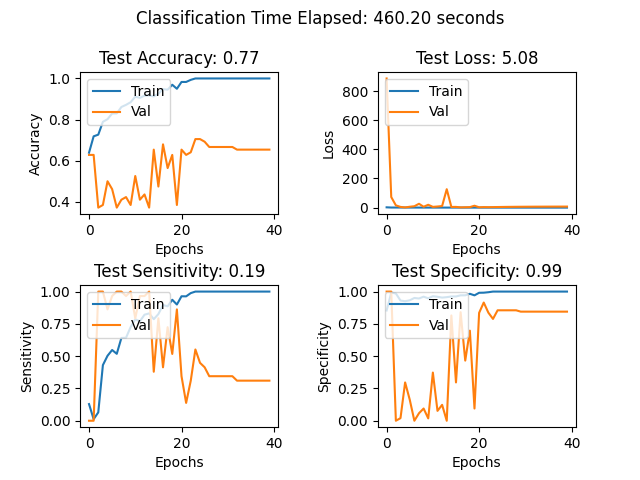 Classification Time Elapsed: 460.20 seconds
Test Accuracy: 0.77
Test Loss: 5.08
1.0
0.8
0.6
0.4
Accuracy
Train
Val
0
20
40
Epochs
800
600
400
200
0
Loss
Train
Val
0
20
40
Epochs
Test Sensitivity: 0.19
Test Specificity: 0.99
1.00
0.75
0.50
0.25
0.00
Sensitivity
Train
Val
0
20
40
Epochs
1.00
0.75
0.50
0.25
0.00
Specificity
Train
Val
0
20
40
Epochs